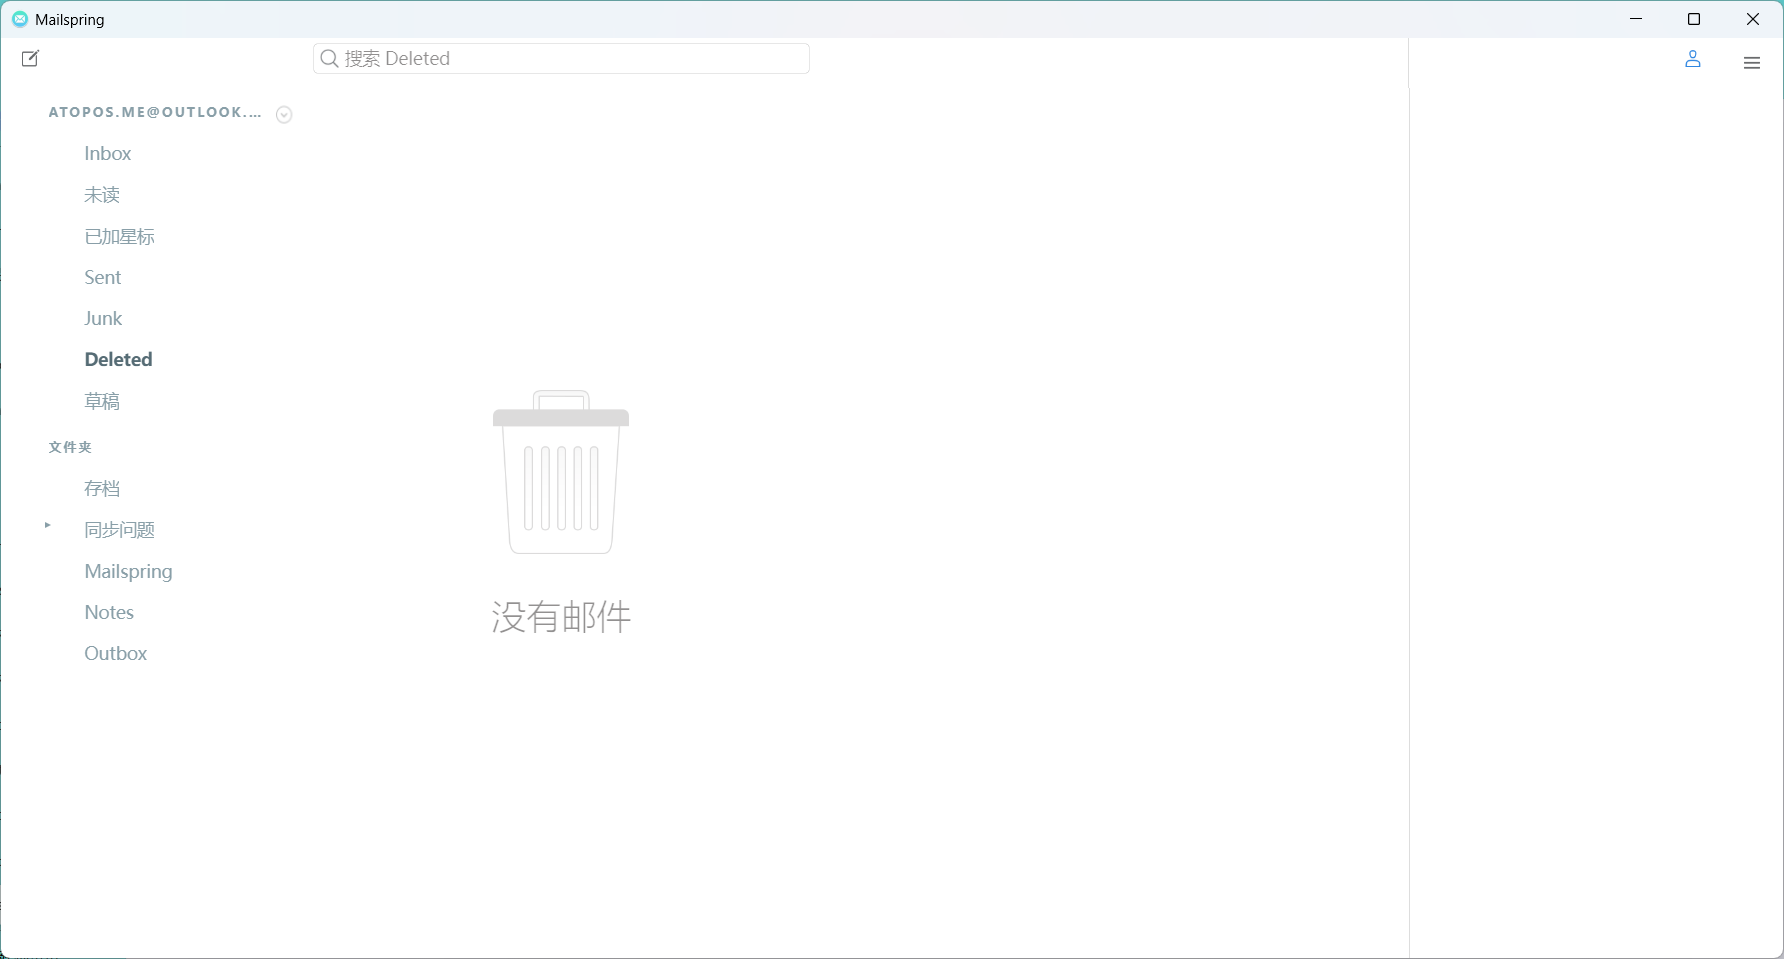 Mailspring
搜索 Deleted
ATOPOS.ME@OUTLOOK....
Inbox
未读
已加星标
Sent
Junk
Deleted
草稿
文件夹
存档
同步问题
Mailspring
Notes
Outbox
没有邮件